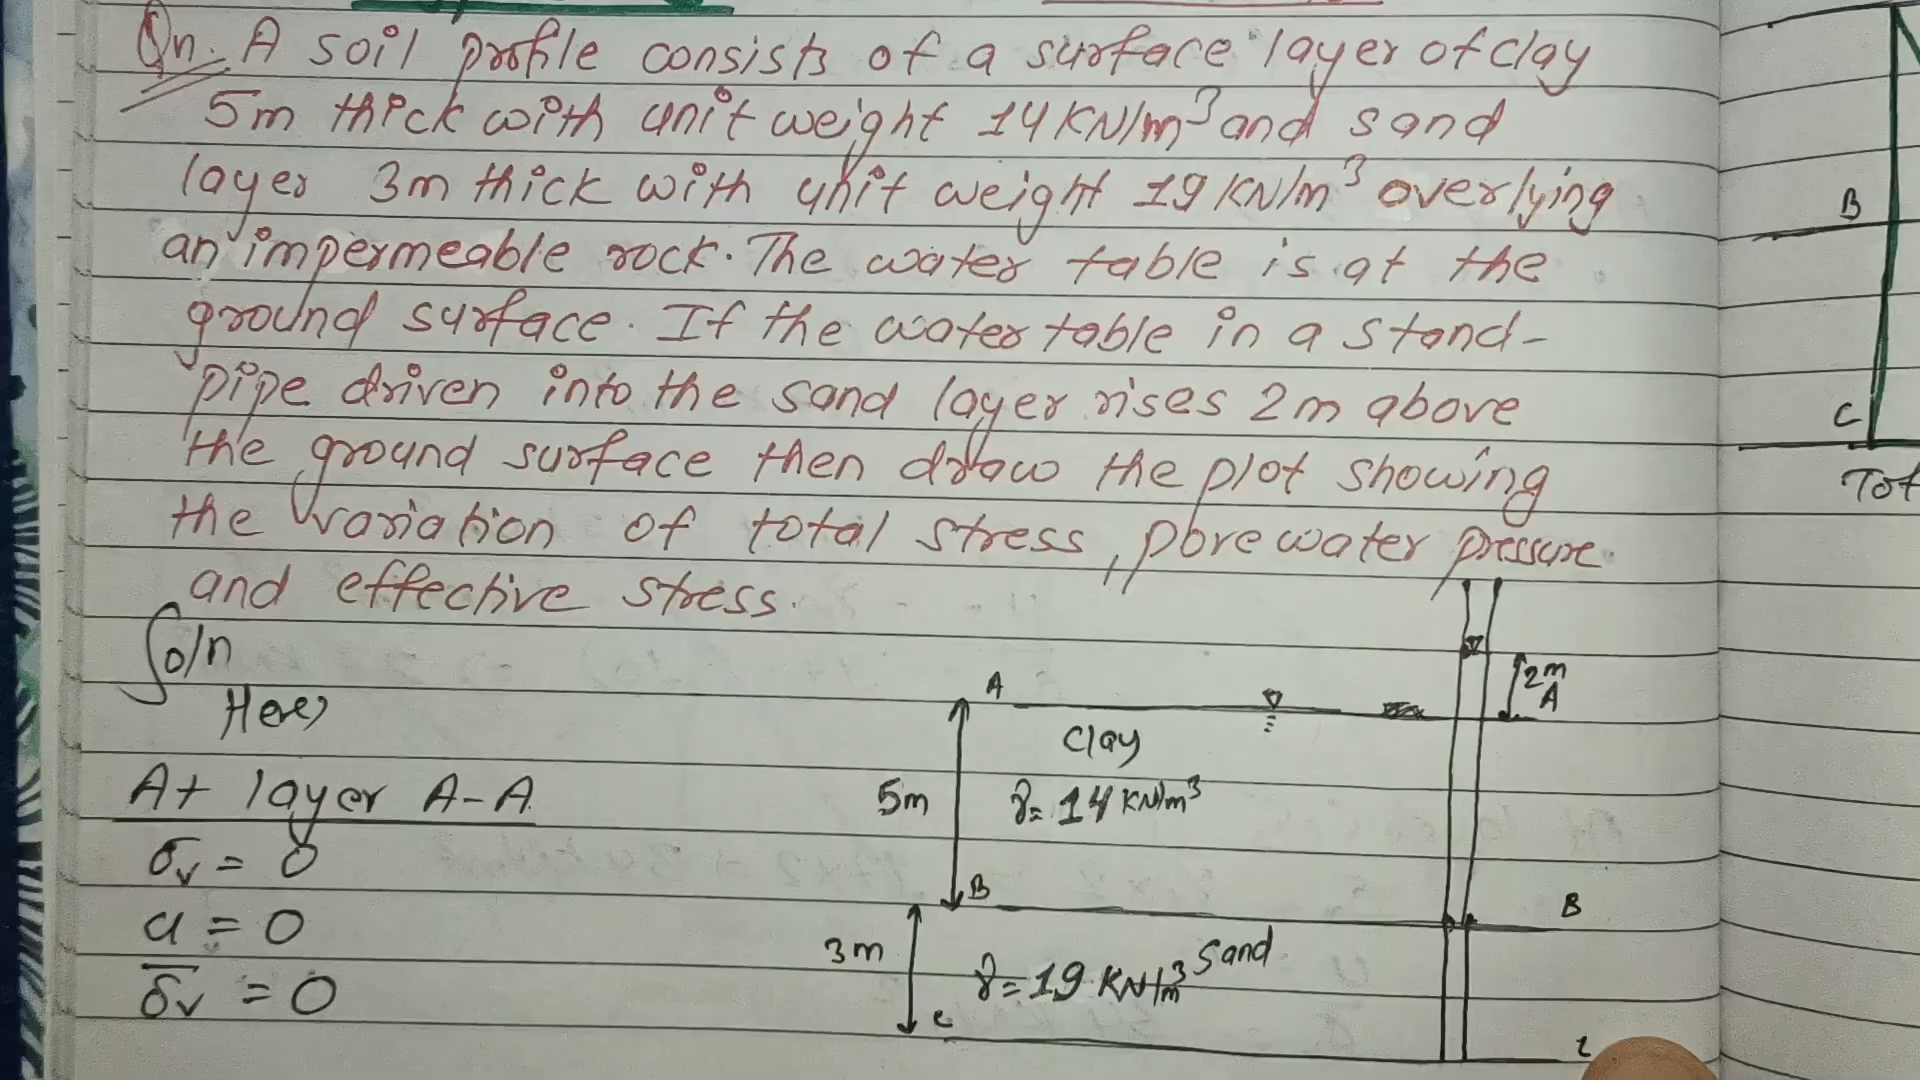 Qn. A soil profile consists of a surface layer of clay
5m thick with unit weight 14 KN/m³ and sand
layer 3m thick with unit weight 19 KN/m³ overlying
an impermeable rock. The water table is at the
ground surface. If the water table in a stand-
pipe driven into the sand layer rises 2m above
the ground surface then draw the plot showing
the variation of total stress, pore water pressure
and effective stress.
Soln
Here,
At layer A-A
σv = 0
u = 0
σ̅v = 0
A
Clay
5m
γ = 14 KN/m³
2m
A
B
B
3m
γ = 19 KN/m³ Sand
C
C
B
C
Tot